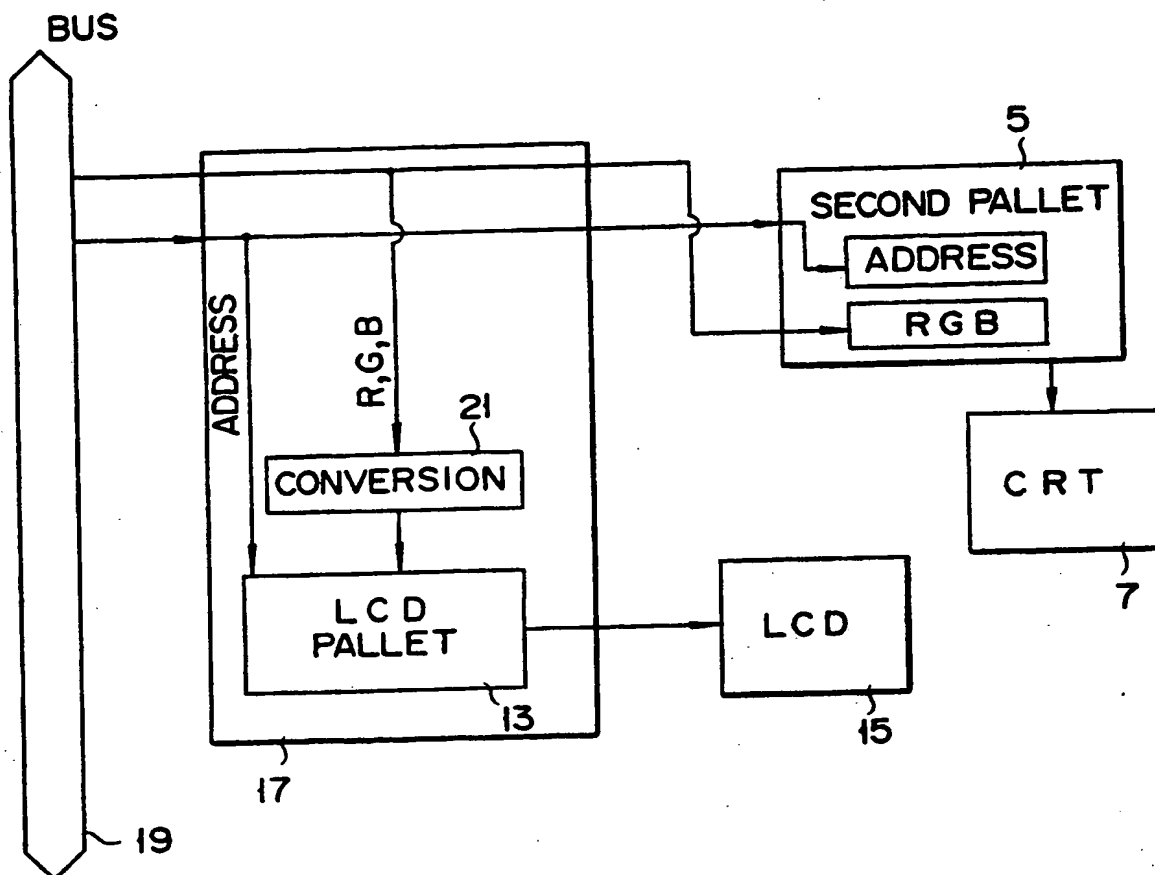 BUS
5
SECOND PALLET
ADDRESS
RGB
ADDRESS
R,G,B
21
CONVERSION
CRT
7
LCD
PALLET
13
LCD
15
17
19